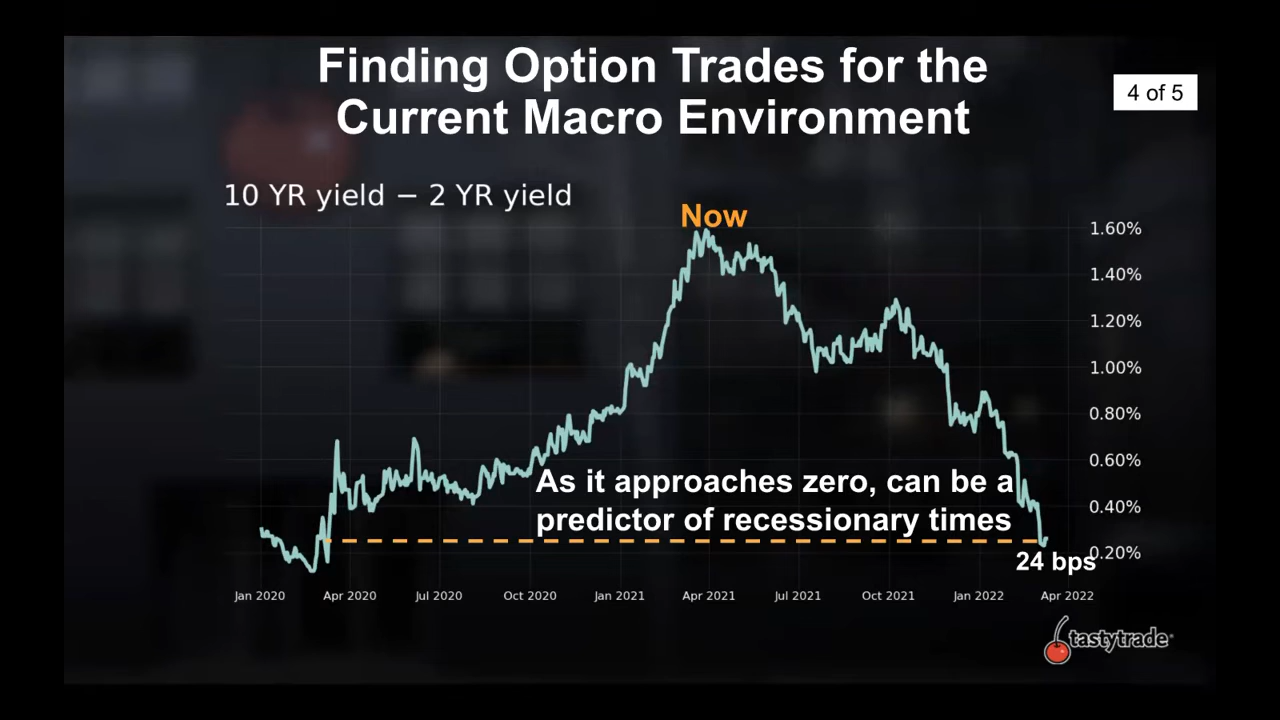 Finding Option Trades for the
Current Macro Environment
4 of 5
10 YR yield − 2 YR yield
Now
1.60%
1.40%
1.20%
1.00%
0.80%
0.60%
As it approaches zero, can be a
predictor of recessionary times
0.40%
0.20%
24 bps
Jan 2020 Apr 2020 Jul 2020 Oct 2020 Jan 2021 Apr 2021 Jul 2021 Oct 2021 Jan 2022 Apr 2022
tastytrade